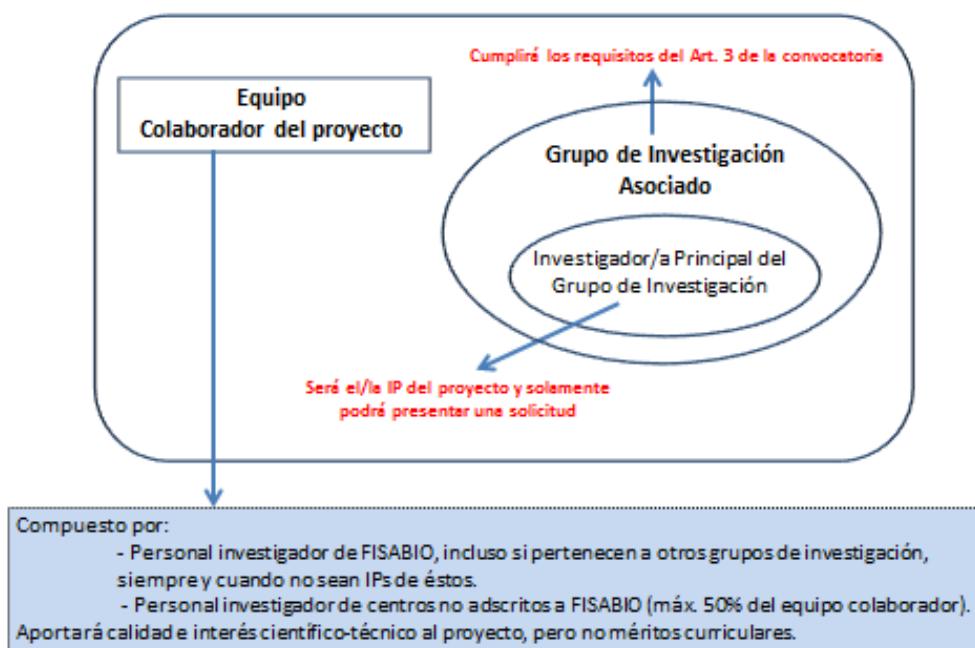 Cumplirá los requisitos del Art. 3 de la convocatoria
Equipo
Colaborador del proyecto
Grupo de Investigación
Asociado
Investigador/a Principal del
Grupo de Investigación
Será el/la IP del proyecto y solamente
podrá presentar una solicitud
Compuesto por:
- Personal investigador de FISABIO, incluso si pertenecen a otros grupos de investigación,
siempre y cuando no sean IPs de éstos.
- Personal investigador de centros no adscritos a FISABIO (máx. 50% del equipo colaborador).
Aportará calidad e interés científico-técnico al proyecto, pero no méritos curriculares.